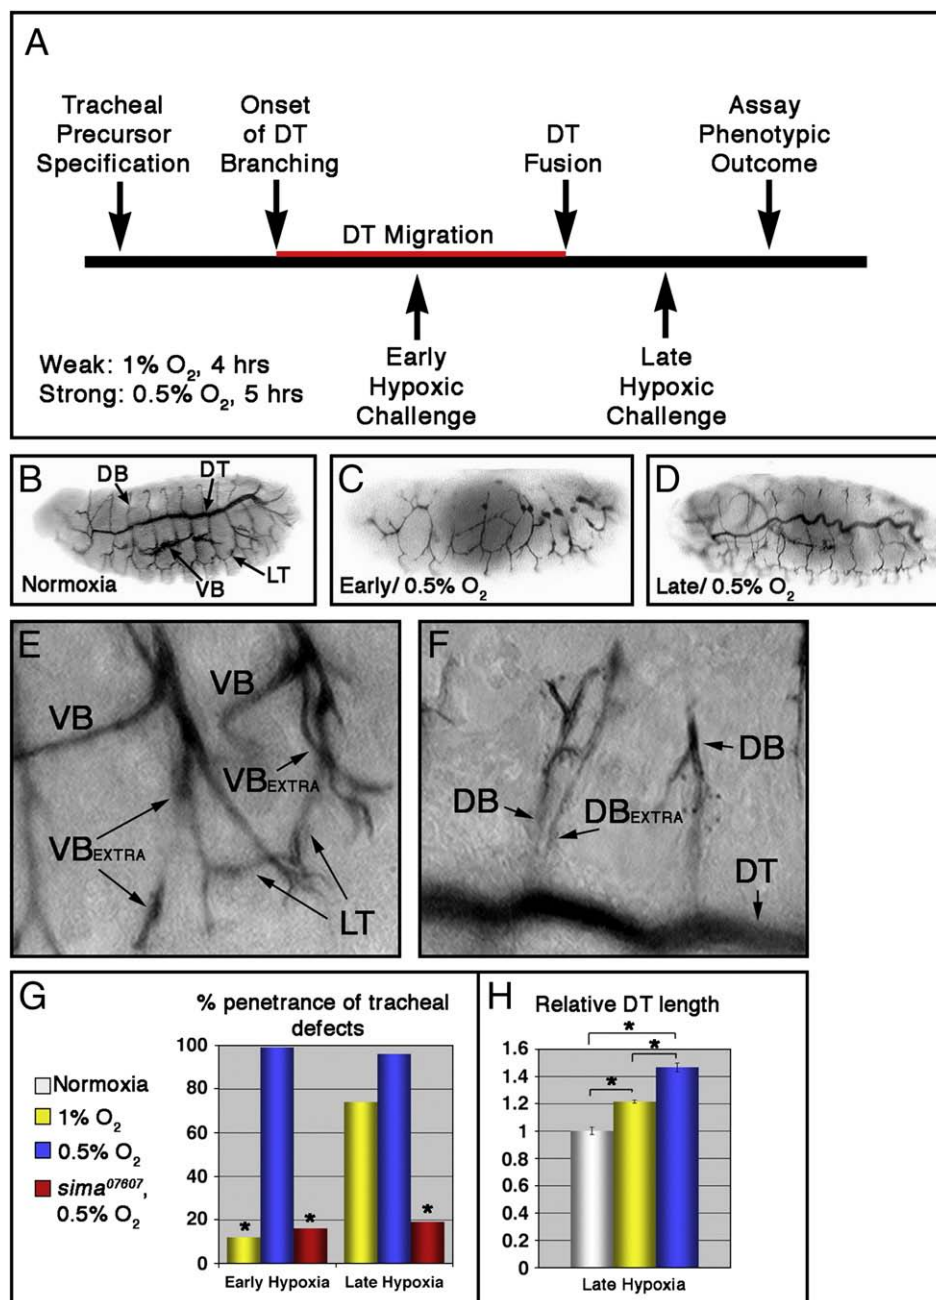 A
Tracheal
Precursor
Specification
Onset
of DT
Branching
DT
Fusion
Assay
Phenotypic
Outcome
DT Migration
Early
Hypoxic
Challenge
Late
Hypoxic
Challenge
Weak: 1% O₂, 4 hrs
Strong: 0.5% O₂, 5 hrs
B
DB
DT
VB
LT
Normoxia
C
Early/ 0.5% O₂
D
Late/ 0.5% O₂
E
VB
VB
VBEXTRA
VBEXTRA
LT
F
DB
DB
DBEXTRA
DT
G
% penetrance of tracheal
defects
Normoxia
1% O₂
0.5% O₂
sima⁰⁷⁶⁰⁷,
0.5% O₂
100
80
60
40
20
0
* * *
Early Hypoxia Late Hypoxia
H
Relative DT length
*
*
*
1.6
1.4
1.2
1
0.8
0.6
0.4
0.2
0
Late Hypoxia